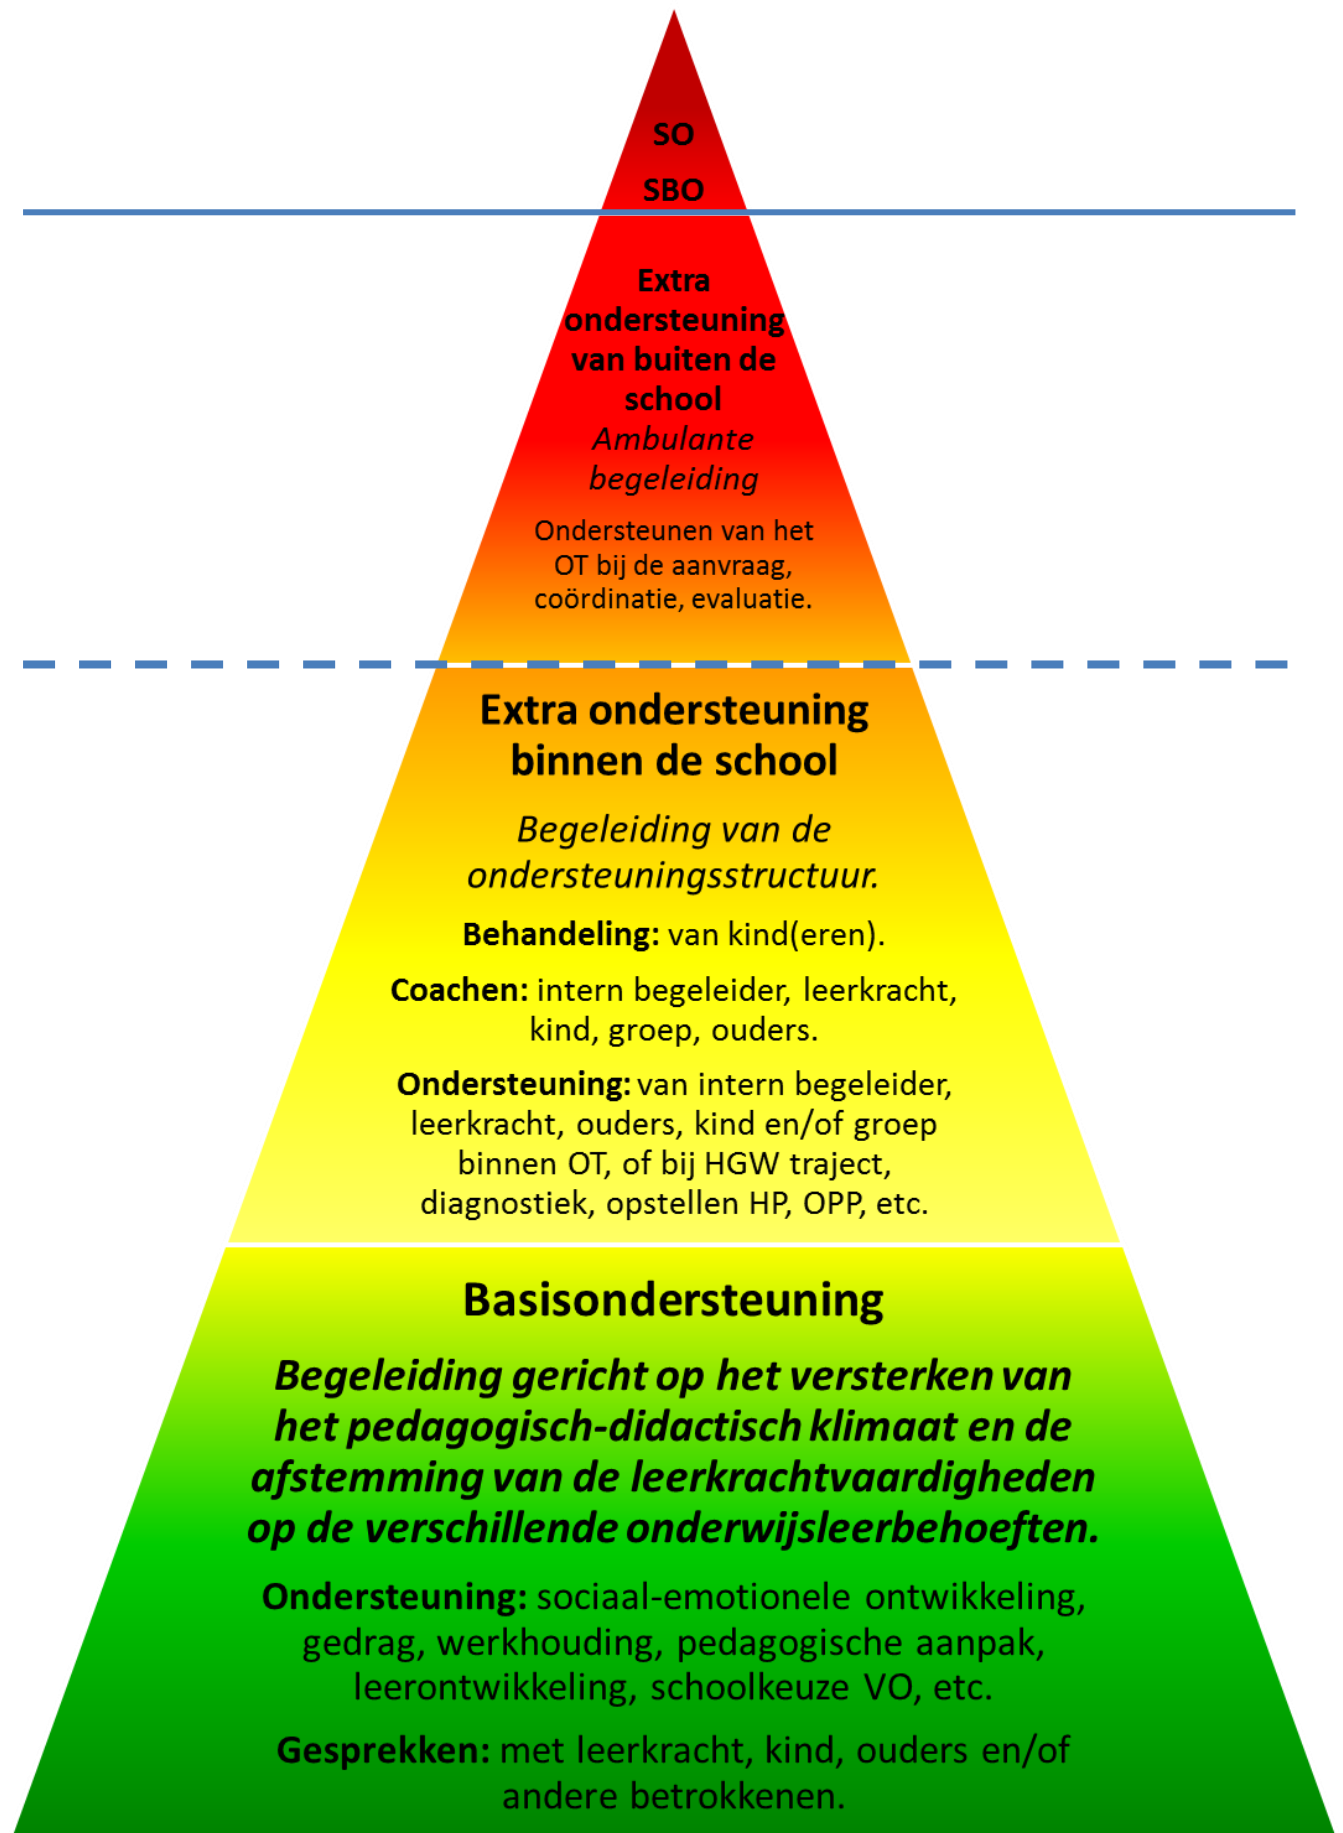 SO
SBO
Extra
ondersteuning
van buiten de
school
Ambulante
begeleiding
Ondersteunen van het
OT bij de aanvraag,
coördinatie, evaluatie.
Extra ondersteuning
binnen de school
Begeleiding van de
ondersteuningsstructuur.
Behandeling: van kind(eren).
Coachen: intern begeleider, leerkracht,
kind, groep, ouders.
Ondersteuning: van intern begeleider,
leerkracht, ouders, kind en/of groep
binnen OT, of bij HGW traject,
diagnostiek, opstellen HP, OPP, etc.
Basisondersteuning
Begeleiding gericht op het versterken van
het pedagogisch-didactisch klimaat en de
afstemming van de leerkrachtvaardigheden
op de verschillende onderwijsleerbehoeften.
Ondersteuning: sociaal-emotionele ontwikkeling,
gedrag, werkhouding, pedagogische aanpak,
leerontwikkeling, schoolkeuze VO, etc.
Gesprekken: met leerkracht, kind, ouders en/of
andere betrokkenen.